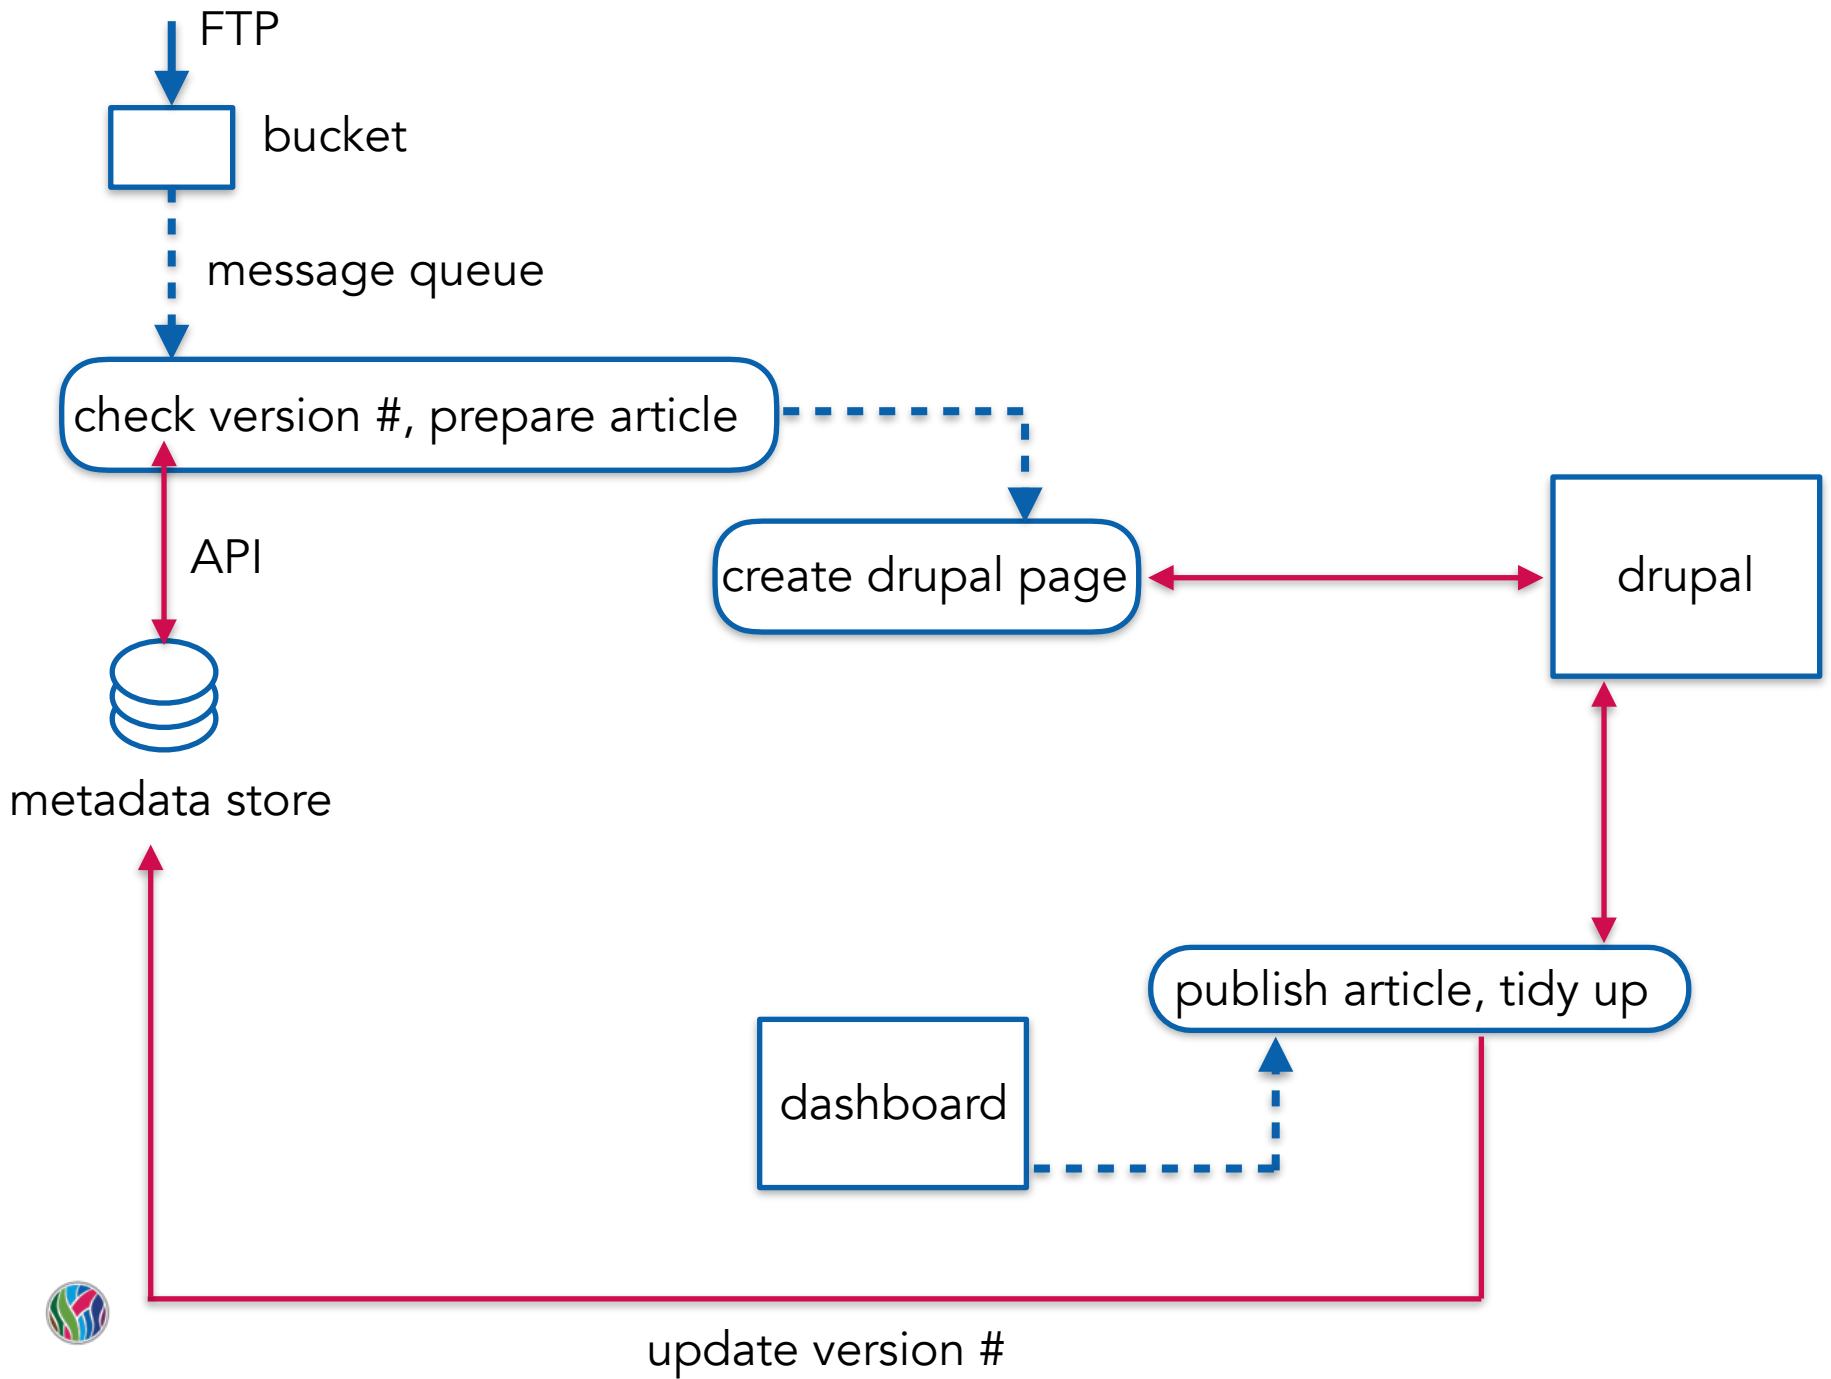 FTP
bucket
message queue
check version #, prepare article
API
create drupal page
drupal
metadata store
publish article, tidy up
dashboard
update version #